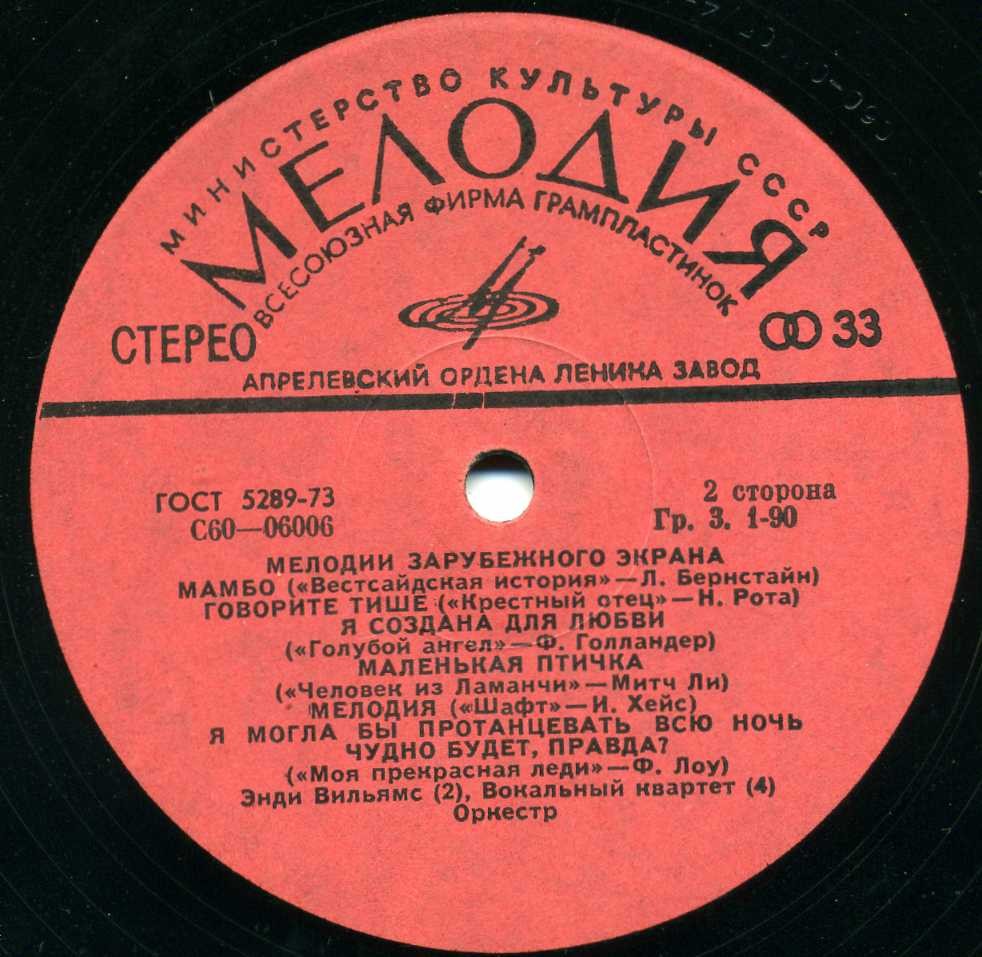 МИНИСТЕРСТВО КУЛЬТУРЫ СССР
МЕЛОДИЯ
ВСЕСОЮЗНАЯ ФИРМА ГРАМПЛАСТИНОК
СТЕРЕО
33
АПРЕЛЕВСКИЙ ОРДЕНА ЛЕНИНА ЗАВОД
ГОСТ 5289-73
2 сторона
С60—06006
Гр. 3. 1-90
МЕЛОДИИ ЗАРУБЕЖНОГО ЭКРАНА
МАМБО («Вестсайдская история»—Л. Бернстайн)
ГОВОРИТЕ ТИШЕ («Крестный отец»—Н. Рота)
Я СОЗДАНА ДЛЯ ЛЮБВИ
(«Голубой ангел»—Ф. Голландер)
МАЛЕНЬКАЯ ПТИЧКА
(«Человек из Ламанчи»—Митч Ли)
МЕЛОДИЯ («Шафт»—И. Хейс)
Я МОГЛА БЫ ПРОТАНЦЕВАТЬ ВСЮ НОЧЬ
ЧУДНО БУДЕТ, ПРАВДА?
(«Моя прекрасная леди»—Ф. Лоу)
Энди Вильямс (2), Вокальный квартет (4)
Оркестр